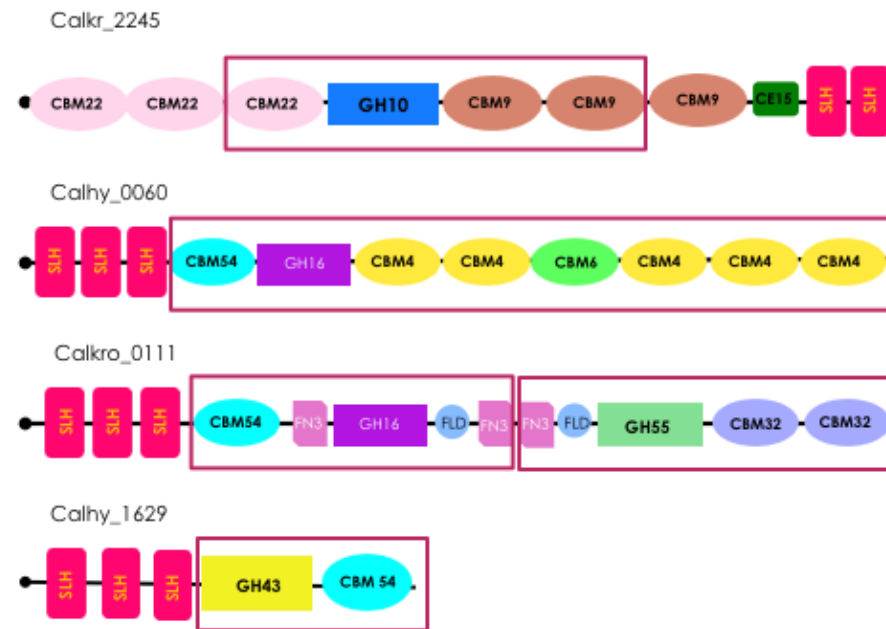 Calkr_2245
CBM22 CBM22 CBM22 GH10 CBM9 CBM9 CBM9 CE15 SLH SLH
Calhy_0060
SLH SLH SLH CBM54 GH16 CBM4 CBM4 CBM6 CBM4 CBM4 CBM4
Calkro_0111
SLH SLH SLH CBM54 FN3 GH16 FLD FN3 FN3 FLD GH55 CBM32 CBM32
Calhy_1629
SLH SLH SLH GH43 CBM 54